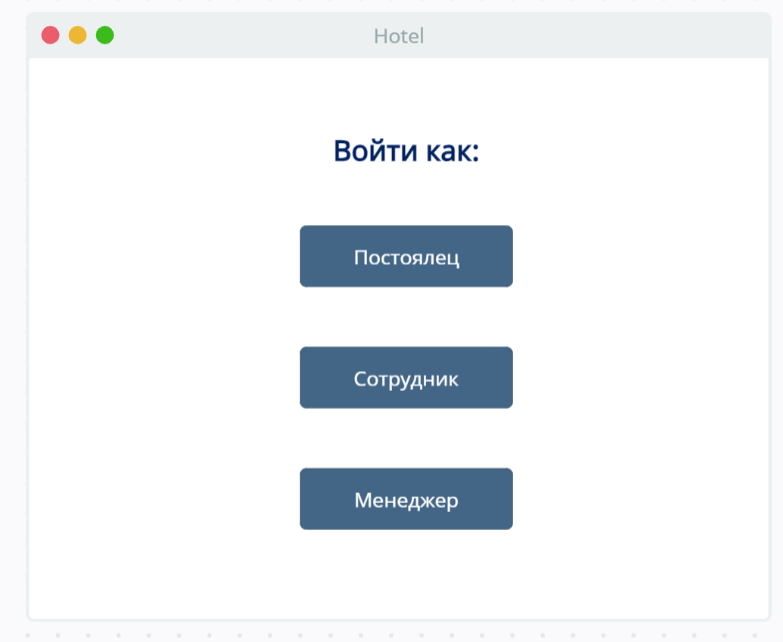 Hotel
Войти как:
Постоялец
Сотрудник
Менеджер